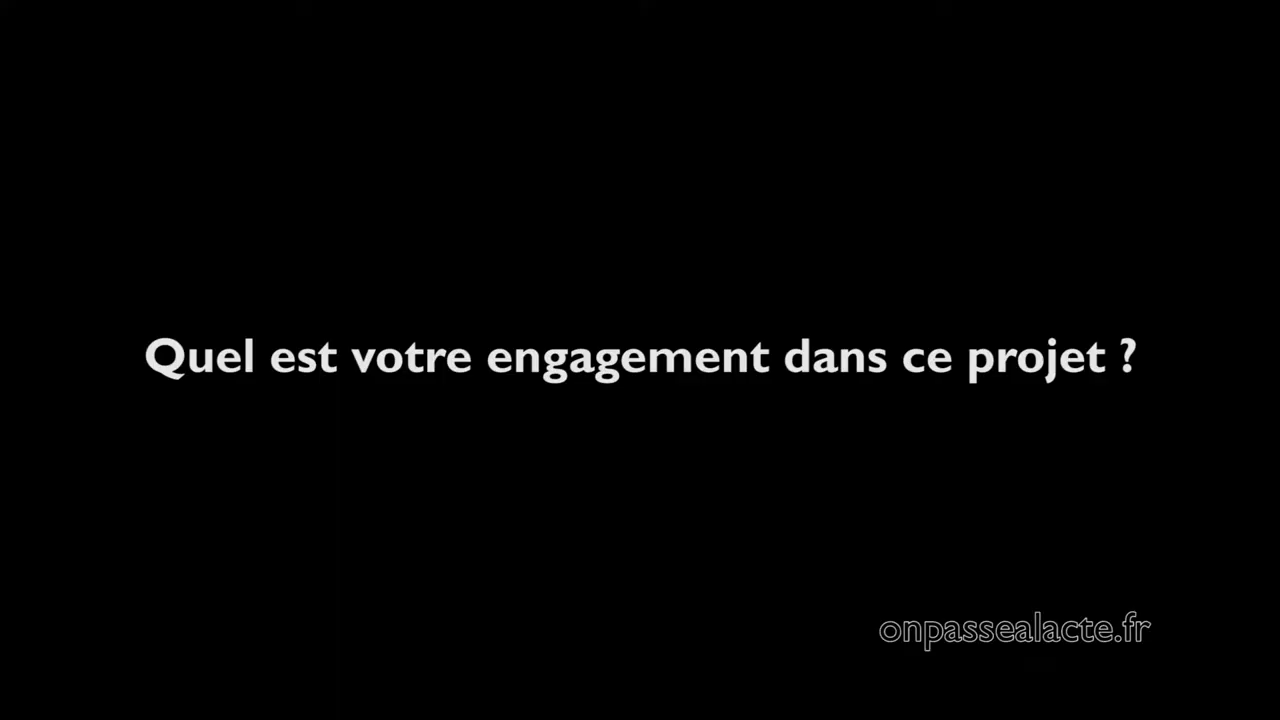 Quel est votre engagement dans ce projet ?
onpassealacte.fr